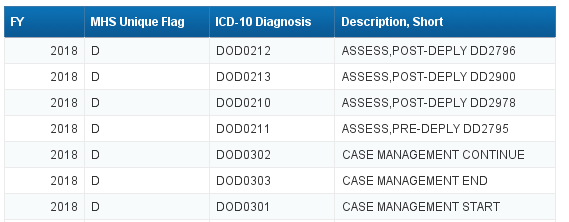 FY MHS Unique Flag ICD-10 Diagnosis Description, Short
2018 D DOD0212 ASSESS,POST-DEPLY DD2796
2018 D DOD0213 ASSESS,POST-DEPLY DD2900
2018 D DOD0210 ASSESS,POST-DEPLY DD2978
2018 D DOD0211 ASSESS,PRE-DEPLY DD2795
2018 D DOD0302 CASE MANAGEMENT CONTINUE
2018 D DOD0303 CASE MANAGEMENT END
2018 D DOD0301 CASE MANAGEMENT START